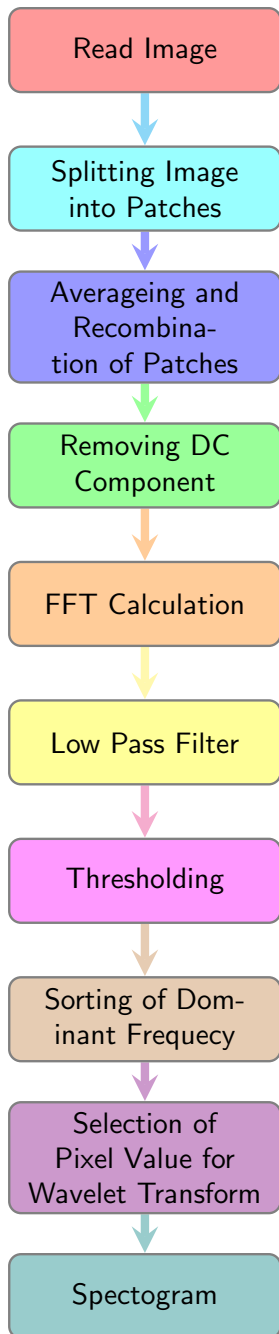 Read Image
Splitting Image
into Patches
Averageing and
Recombina-
tion of Patches
Removing DC
Component
FFT Calculation
Low Pass Filter
Thresholding
Sorting of Dom-
inant Frequecy
Selection of
Pixel Value for
Wavelet Transform
Spectogram